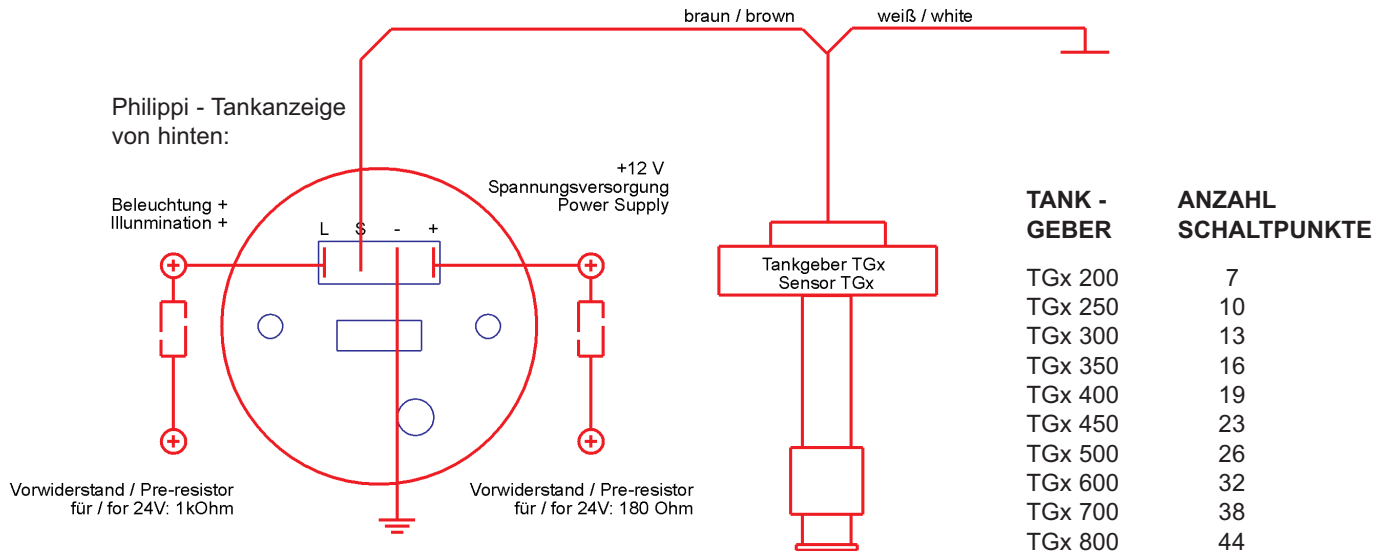 braun / brown
weiß / white
Philippi - Tankanzeige
von hinten:
+12 V
Spannungsversorgung
Power Supply
Beleuchtung +
Illunmination +
L S - +
Tankgeber TGx
Sensor TGx
Vorwiderstand / Pre-resistor
für / for 24V: 1kOhm
Vorwiderstand / Pre-resistor
für / for 24V: 180 Ohm
TANK - ANZAHL
GEBER SCHALTPUNKTE
TGx 200 7
TGx 250 10
TGx 300 13
TGx 350 16
TGx 400 19
TGx 450 23
TGx 500 26
TGx 600 32
TGx 700 38
TGx 800 44